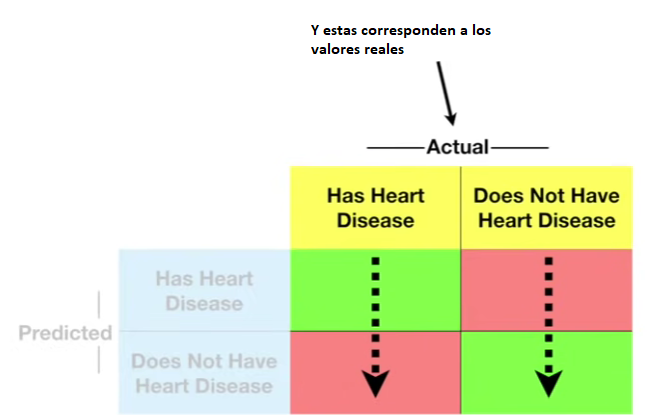 Y estas corresponden a los
valores reales
Actual
Has Heart
Disease
Does Not Have
Heart Disease
Predicted
Has Heart
Disease
Does Not Have
Heart Disease